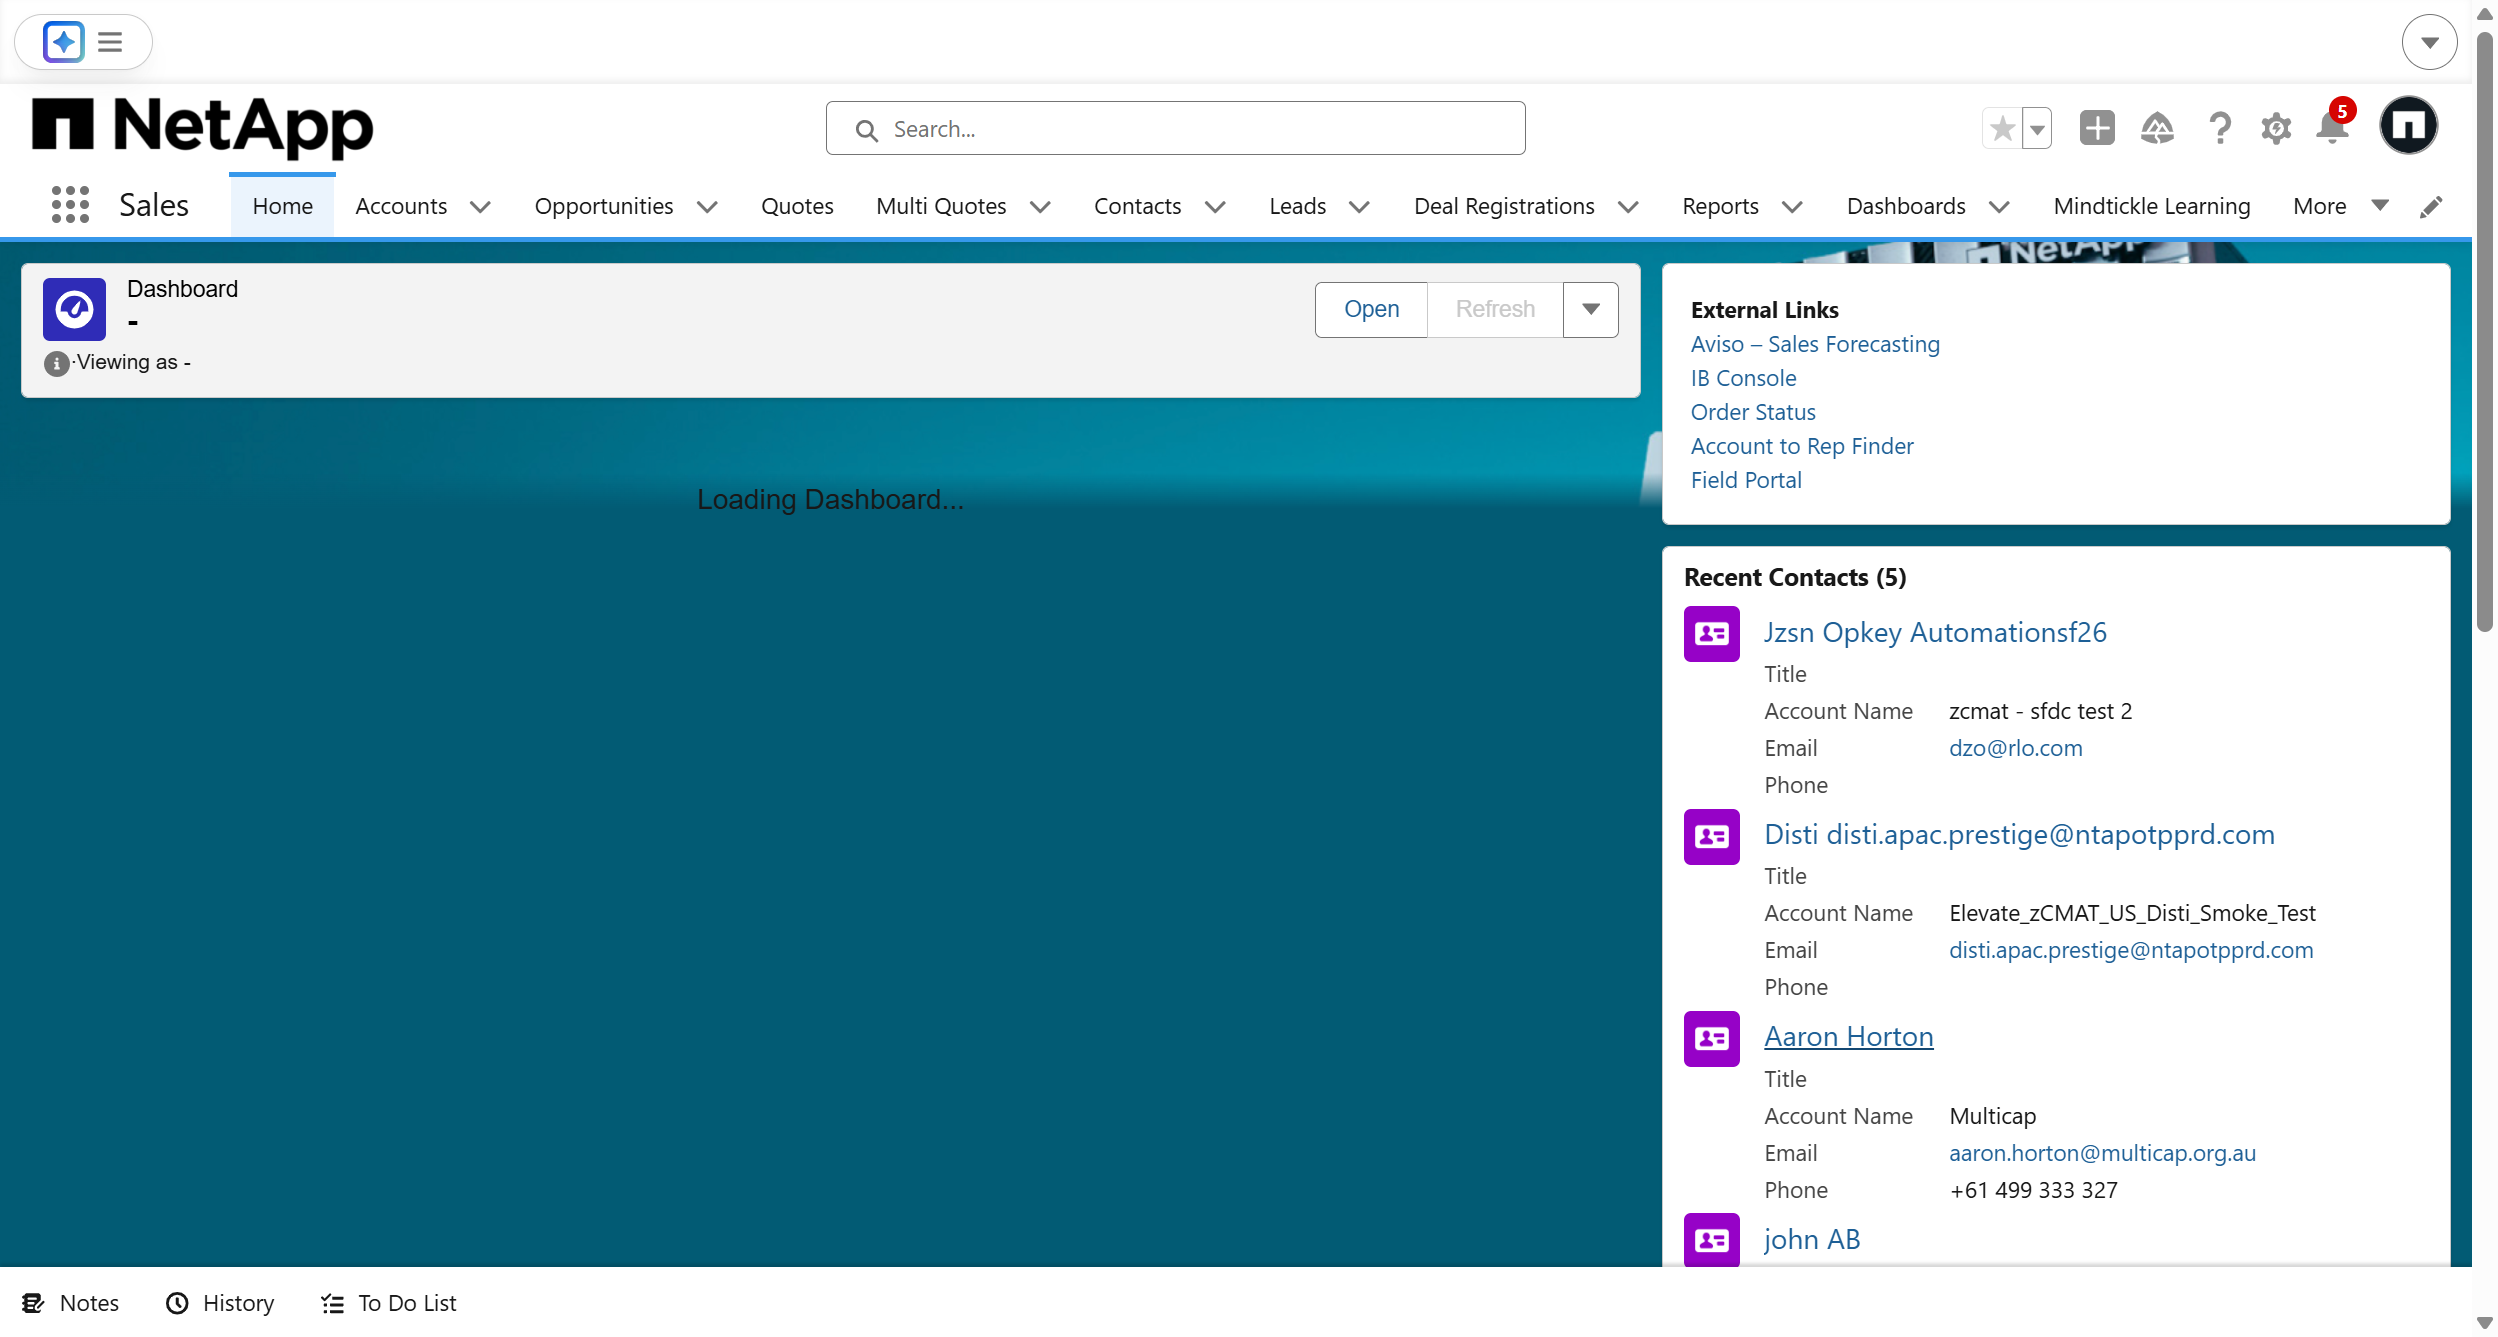 NetApp
Search...
5
Sales
Home
Accounts
Opportunities
Quotes
Multi Quotes
Contacts
Leads
Deal Registrations
Reports
Dashboards
Mindtickle Learning
More
Dashboard
-
·Viewing as -
Open
Refresh
Loading Dashboard...
NetApp
External Links
Aviso – Sales Forecasting
IB Console
Order Status
Account to Rep Finder
Field Portal
Recent Contacts (5)
Jzsn Opkey Automationsf26
Title
Account Name zcmat - sfdc test 2
Email dzo@rlo.com
Phone
Disti disti.apac.prestige@ntapotpprd.com
Title
Account Name Elevate_zCMAT_US_Disti_Smoke_Test
Email disti.apac.prestige@ntapotpprd.com
Phone
Aaron Horton
Title
Account Name Multicap
Email aaron.horton@multicap.org.au
Phone +61 499 333 327
john AB
Notes
History
To Do List